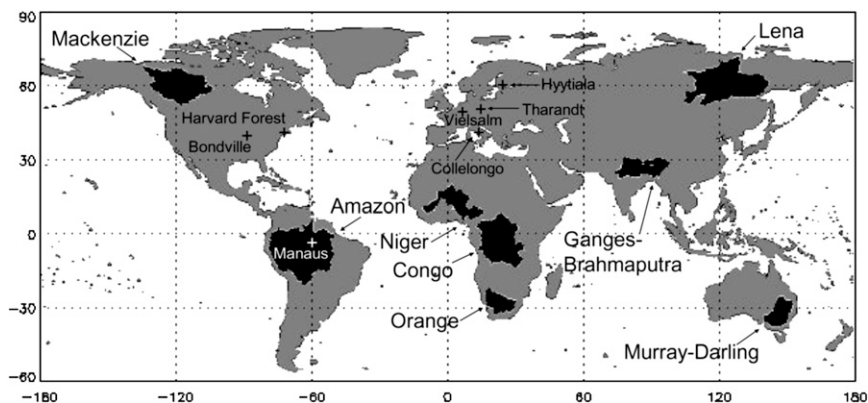 90
Mackenzie
Lena
60
Hyytiala
Harvard Forest
Tharandt
Vielsalm
Bondville
30
Collelongo
Amazon
0
Manaus
Niger
Ganges-
Brahmaputra
Congo
-30
Orange
Murray-Darling
-60
-180 -120 -60 0 60 120 180